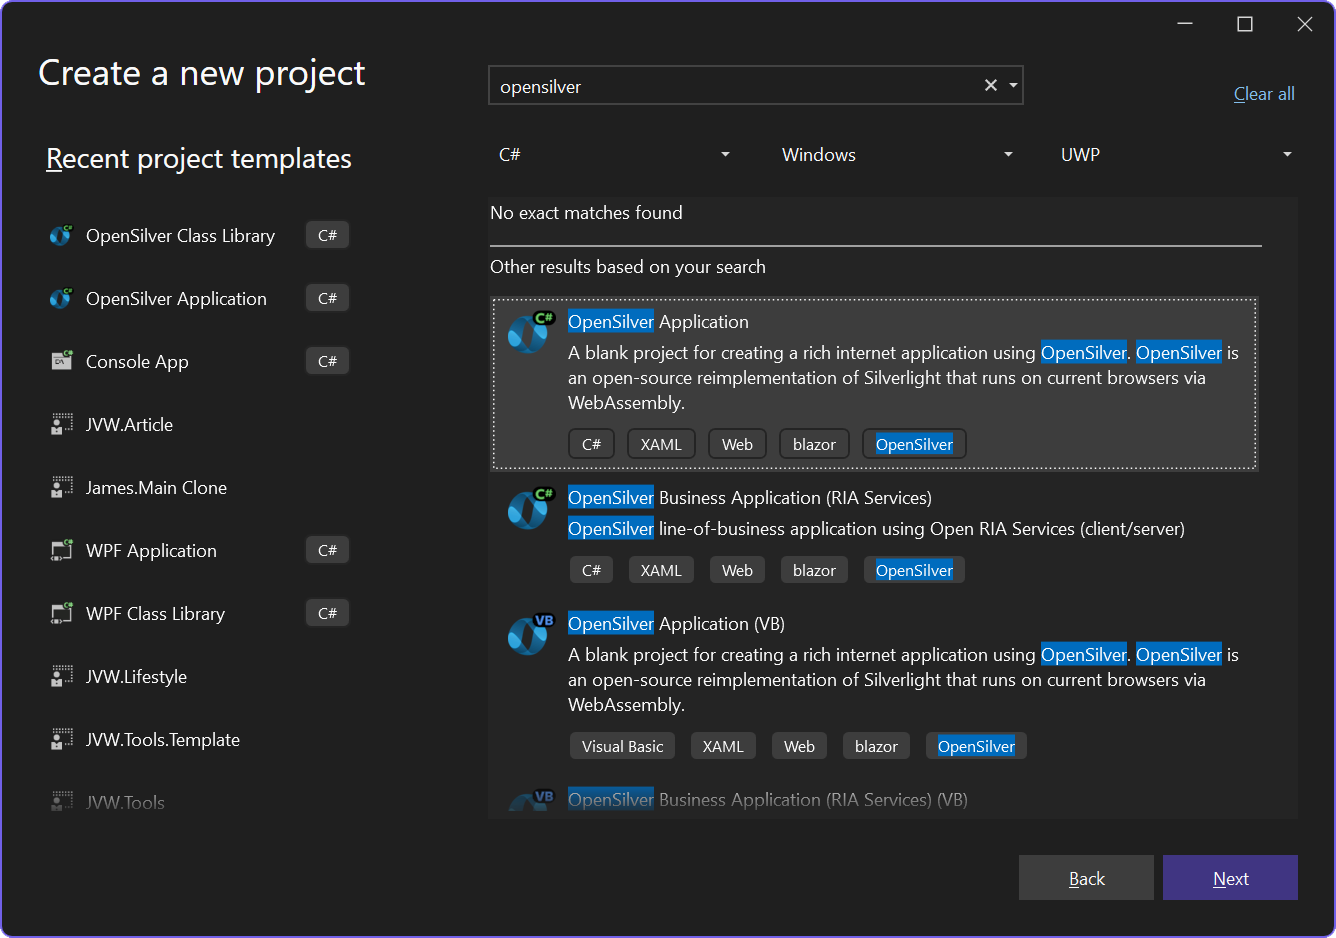 Create a new project
opensilver
Clear all
Recent project templates
C#
Windows
UWP
OpenSilver Class Library
C#
OpenSilver Application
C#
Console App
C#
JVW.Article
James.Main Clone
WPF Application
C#
WPF Class Library
C#
JVW.Lifestyle
JVW.Tools.Template
JVW.Tools
No exact matches found
Other results based on your search
C#
OpenSilver Application
A blank project for creating a rich internet application using OpenSilver. OpenSilver is
an open-source reimplementation of Silverlight that runs on current browsers via
WebAssembly.
C# XAML Web blazor OpenSilver
C#
OpenSilver Business Application (RIA Services)
OpenSilver line-of-business application using Open RIA Services (client/server)
C# XAML Web blazor OpenSilver
VB
OpenSilver Application (VB)
A blank project for creating a rich internet application using OpenSilver. OpenSilver is
an open-source reimplementation of Silverlight that runs on current browsers via
WebAssembly.
Visual Basic XAML Web blazor OpenSilver
VB
OpenSilver Business Application (RIA Services) (VB)
Back
Next